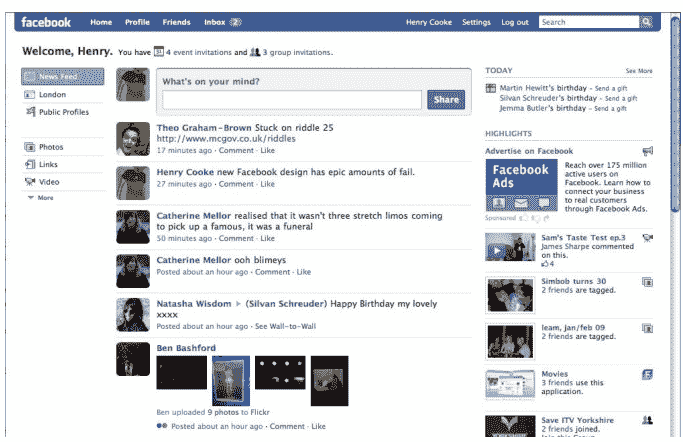 facebook Home Profile Friends Inbox 2 Henry Cooke Settings Log out Search
Welcome, Henry. You have 31 4 event invitations and 3 group invitations.
News Feed
London
Public Profiles
Photos
Links
Video
More
What's on your mind?
Share
Theo Graham-Brown Stuck on riddle 25
http://www.mcgov.co.uk/riddles
17 minutes ago · Comment · Like
Henry Cooke new Facebook design has epic amounts of fail.
27 minutes ago · Comment · Like
Catherine Mellor realised that it wasn't three stretch limos coming
to pick up a famous, it was a funeral
50 minutes ago · Comment · Like
Catherine Mellor ooh blimeys
Posted about an hour ago · Comment · Like
Natasha Wisdom ▶ (Silvan Schreuder) Happy Birthday my lovely
xxxx
Posted about an hour ago · See Wall-to-Wall
Ben Bashford
Ben uploaded 9 photos to Flickr
Posted about an hour ago · Comment · Like
TODAY See More
Martin Hewitt's birthday - Send a gift
Silvan Schreuder's birthday - Send a gift
Jemma Butler's birthday - Send a gift
HIGHLIGHTS
Advertise on Facebook
Facebook
Ads
Reach over 175 million
active users on
Facebook. Learn how to
connect your business
to real customers
through Facebook Ads.
Sponsored
Sam's Taste Test ep.3
James Sharpe commented
on this.
4
Simbob turns 30
2 friends are tagged.
leam, Jan/feb 09
2 friends are tagged.
Movies
3 friends use this
application.
Save ITV Yorkshire
2 friends joined.